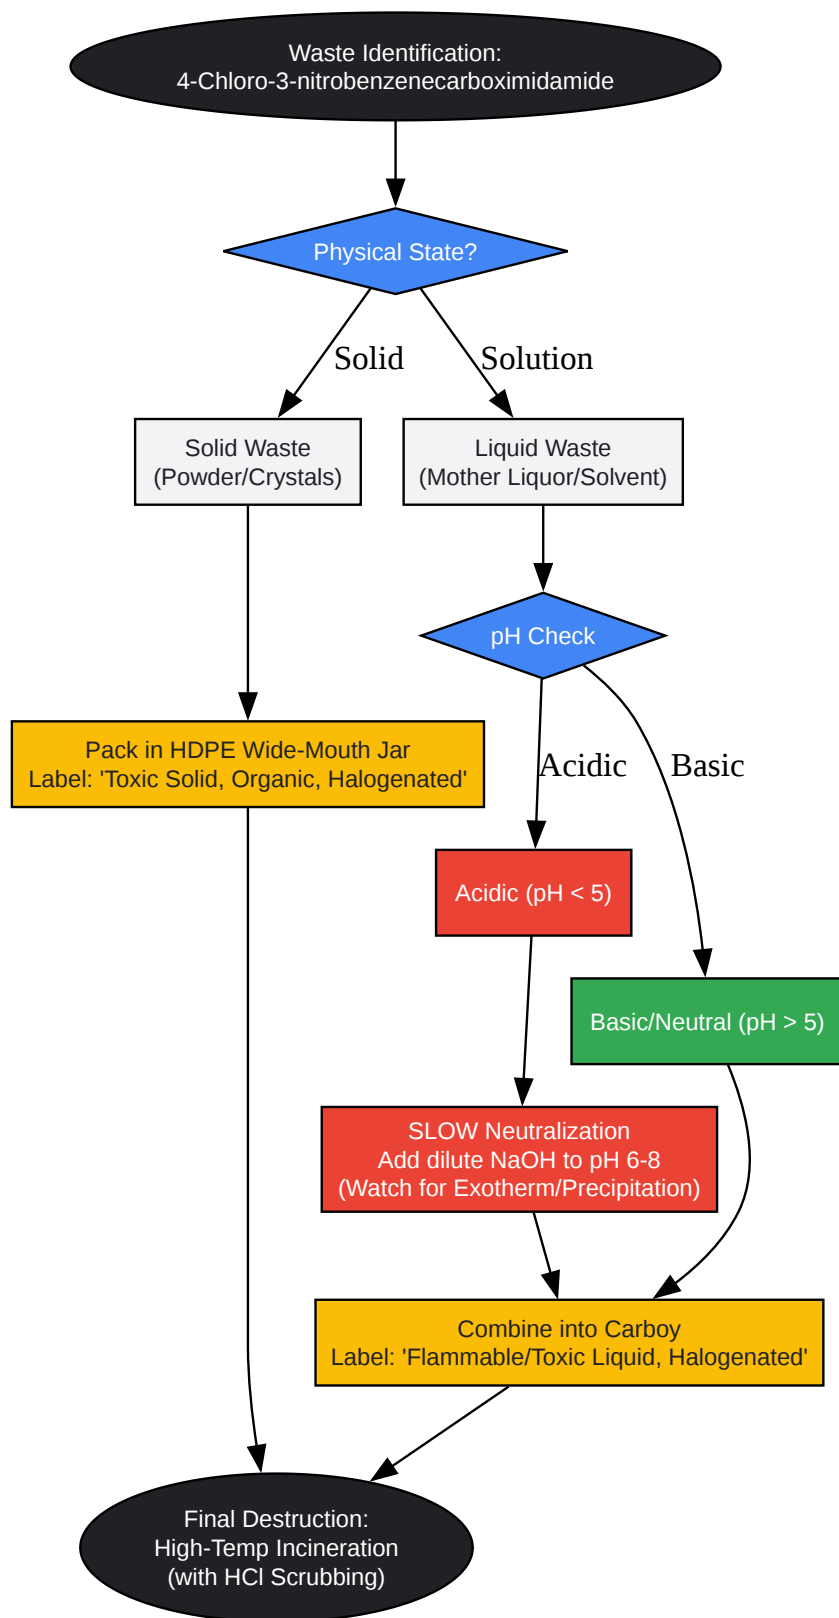 Waste Identification:
4-Chloro-3-nitrobenzenecarboximidamide
Physical State?
Solid
Solution
Solid Waste
(Powder/Crystals)
Liquid Waste
(Mother Liquor/Solvent)
pH Check
Pack in HDPE Wide-Mouth Jar
Label: 'Toxic Solid, Organic, Halogenated'
Acidic
Basic
Acidic (pH < 5)
Basic/Neutral (pH > 5)
SLOW Neutralization
Add dilute NaOH to pH 6-8
(Watch for Exotherm/Precipitation)
Combine into Carboy
Label: 'Flammable/Toxic Liquid, Halogenated'
Final Destruction:
High-Temp Incineration
(with HCl Scrubbing)